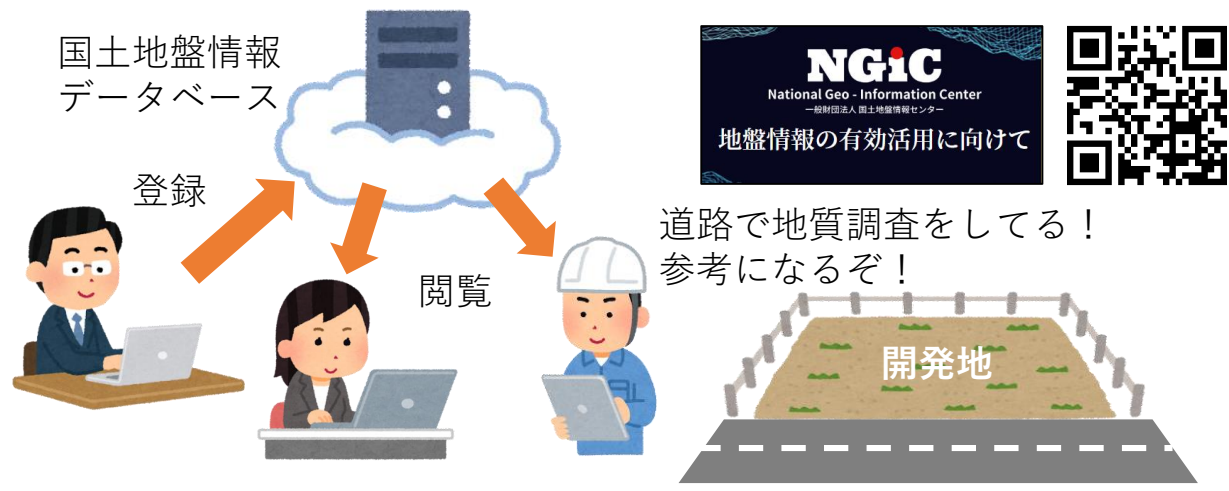 国土地盤情報
データベース
登録
閲覧
NGiC
National Geo - Information Center
一般財団法人 国土地盤情報センター
地盤情報の有効活用に向けて
道路で地質調査をしてる！
参考になるぞ！
開発地